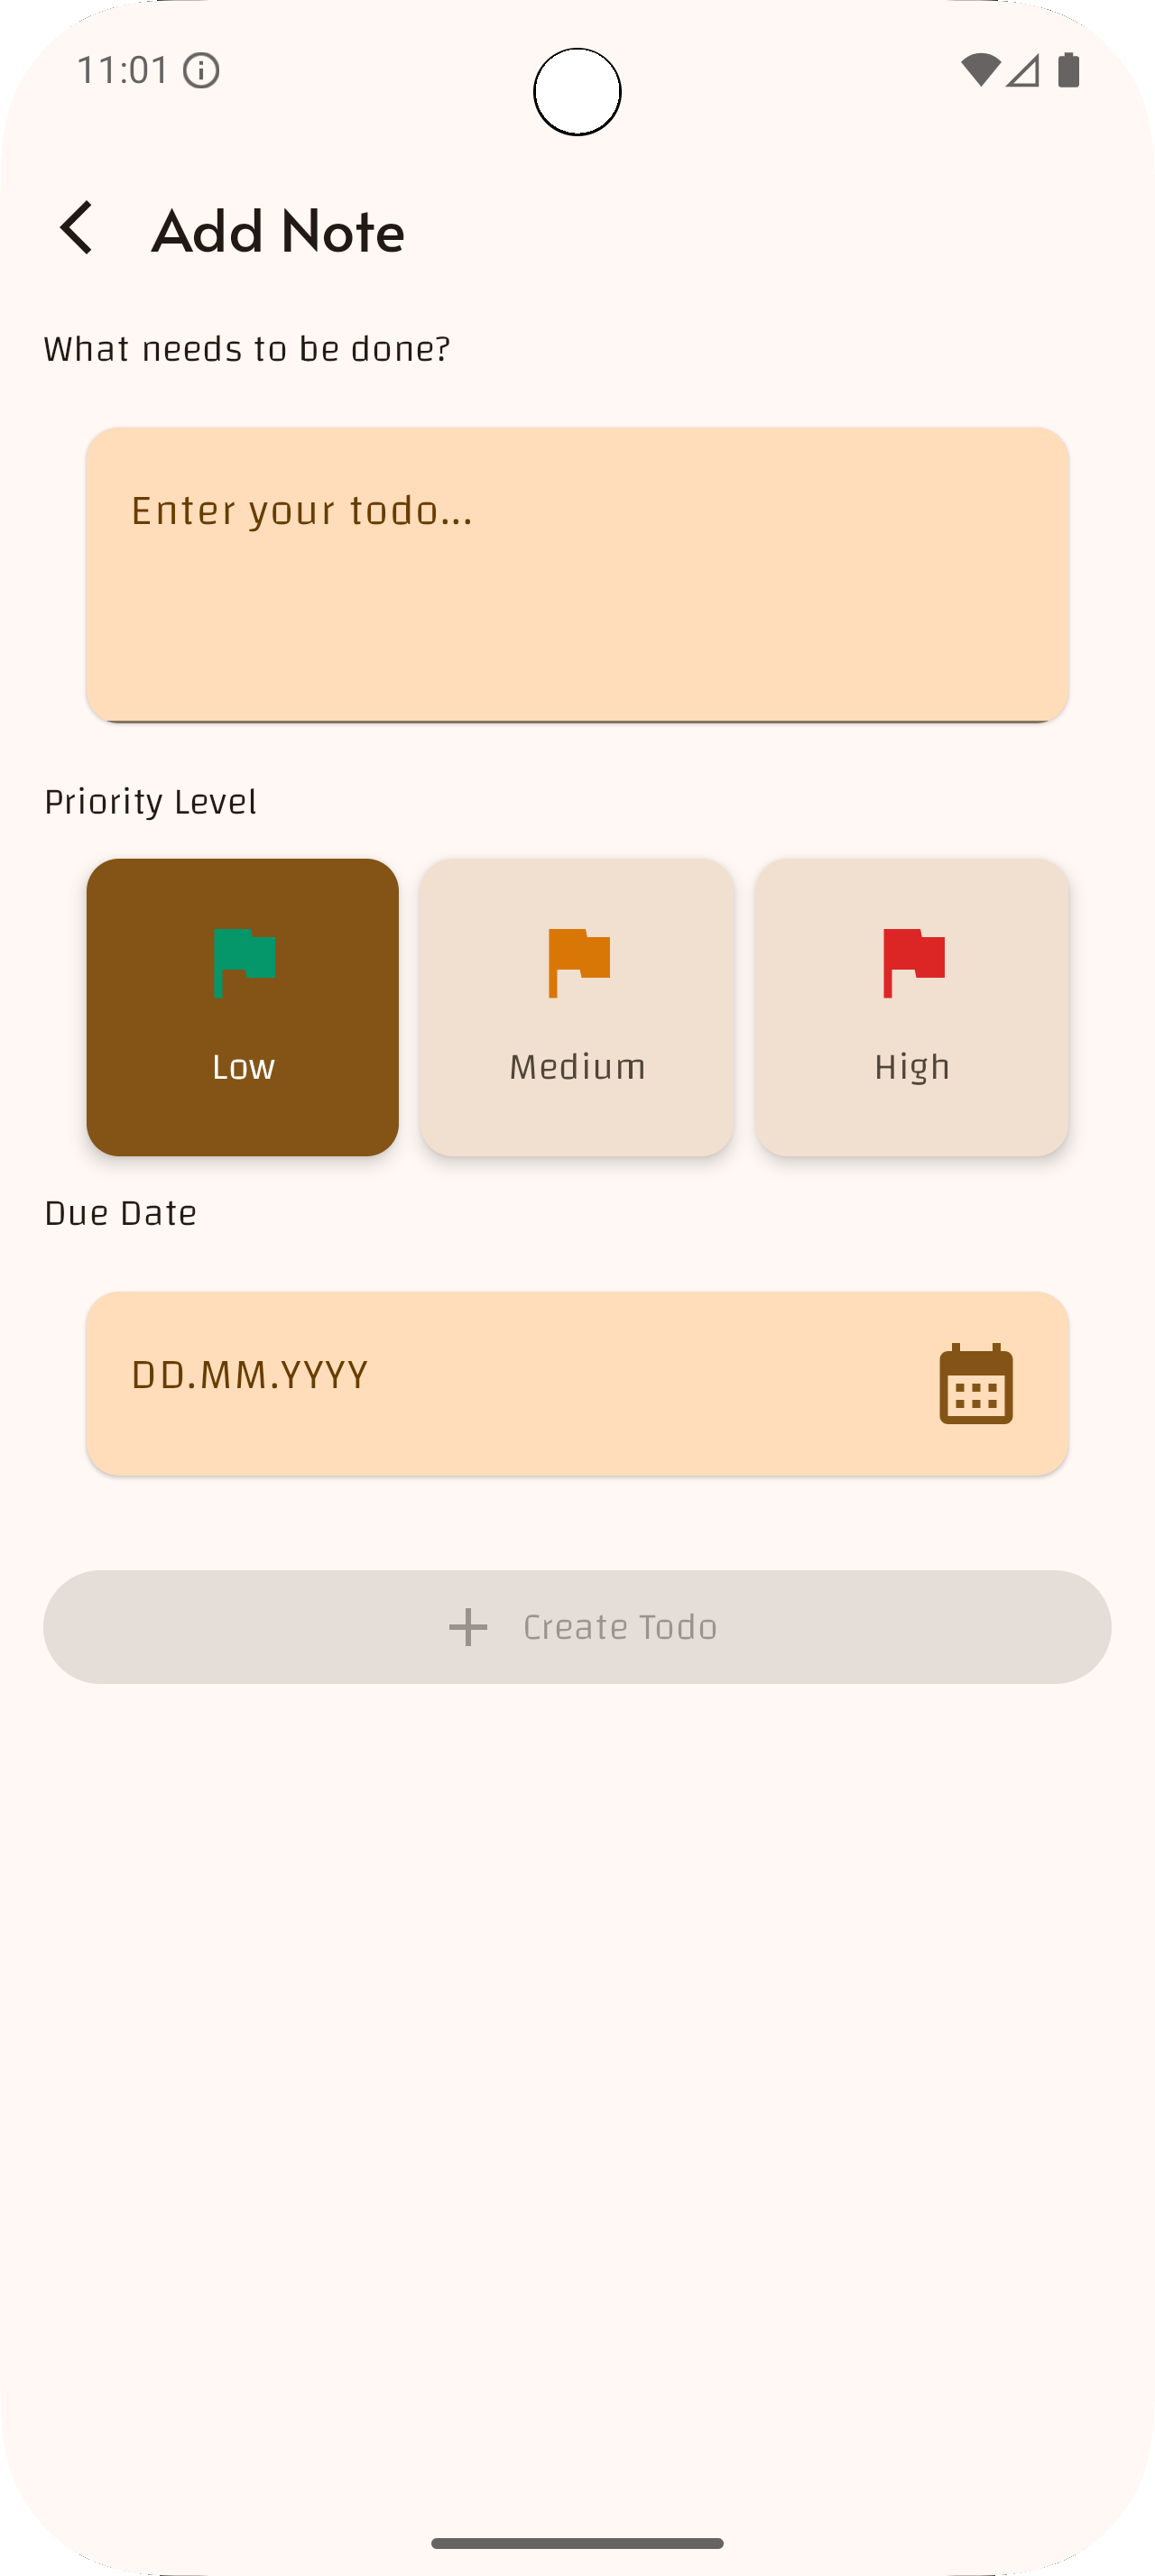 11:01
Add Note
What needs to be done?
Enter your todo...
Priority Level
Low Medium High
Due Date
DD.MM.YYYY
Create Todo